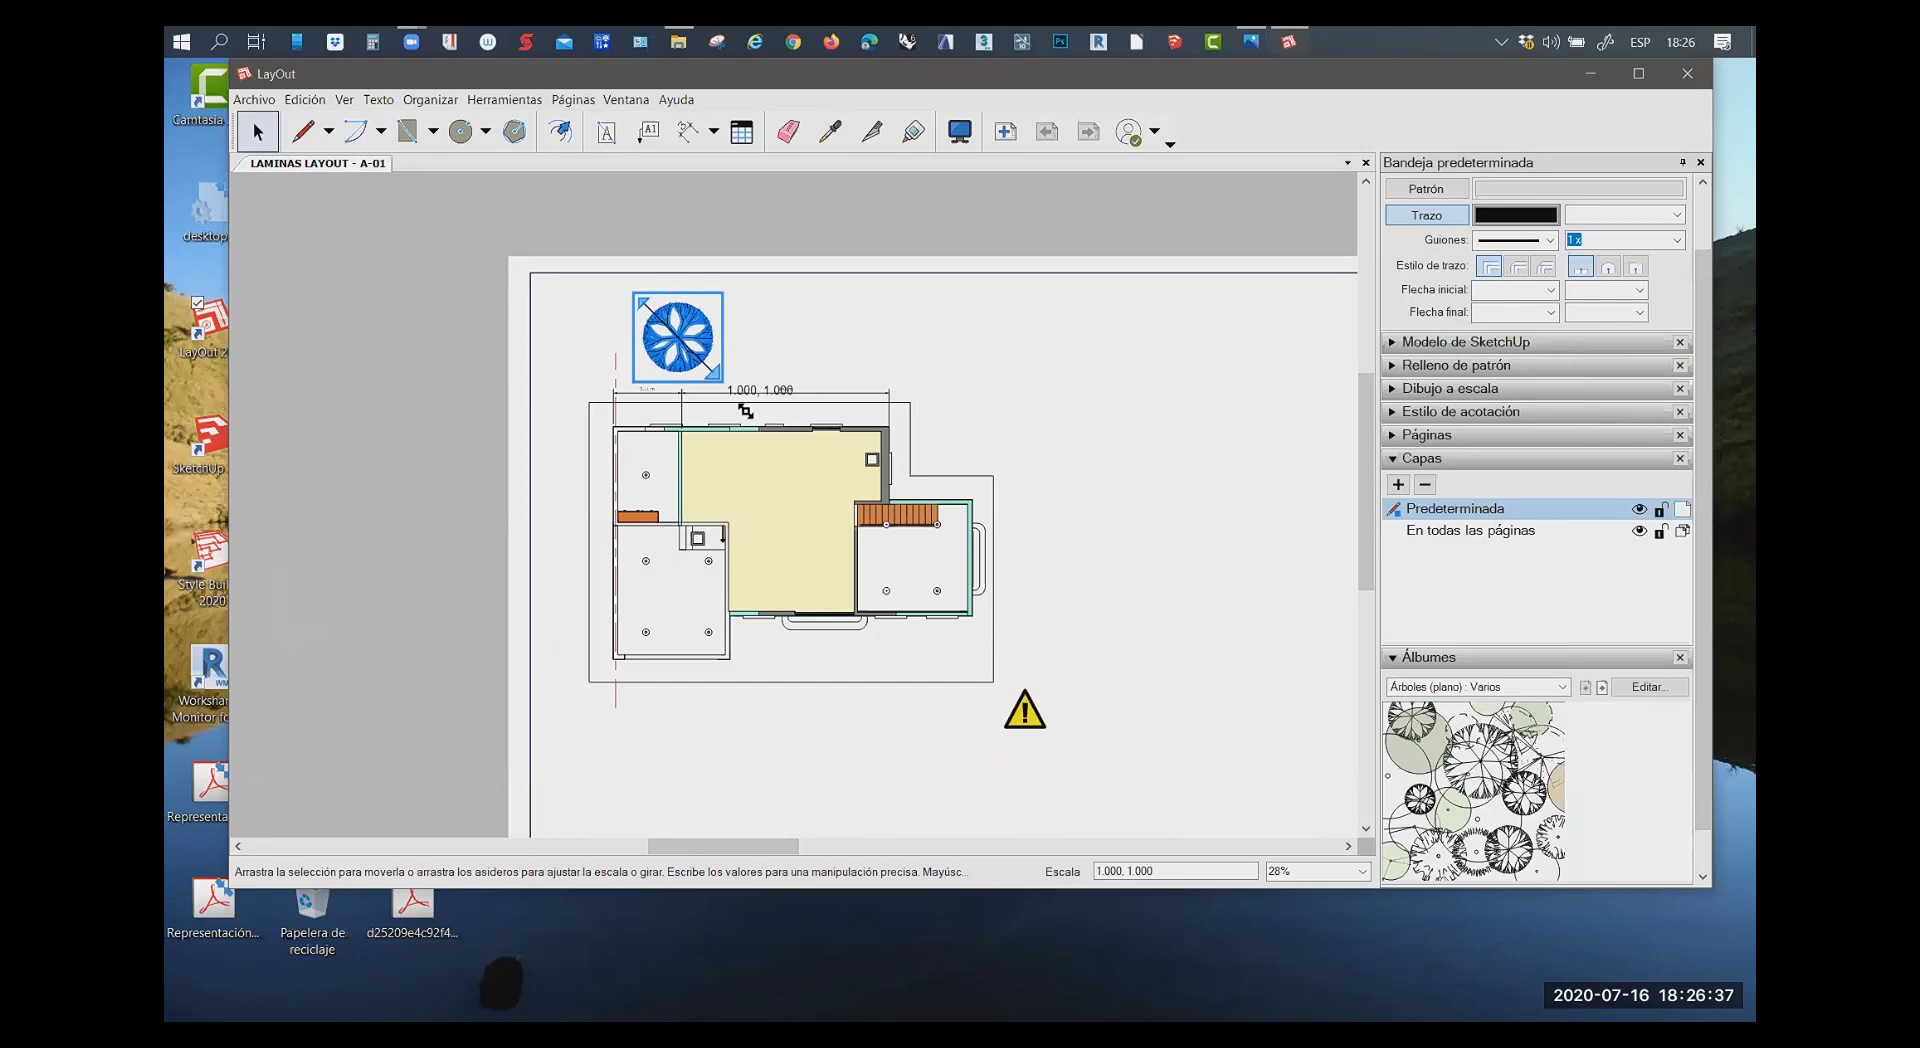 ESP 18:26
LayOut
Archivo Edición Ver Texto Organizar Herramientas Páginas Ventana Ayuda
LAMINAS LAYOUT - A-01
Bandeja predeterminada
Patrón
Trazo
Guiones: 1 x
Estilo de trazo:
Flecha inicial:
Flecha final:
Modelo de SketchUp
Relleno de patrón
Dibujo a escala
Estilo de acotación
Páginas
Capas
Predeterminada
En todas las páginas
Álbumes
Árboles (plano) : Varios Editar...
1.000, 1.000
Arrastra la selección para moverla o arrastra los asideros para ajustar la escala o girar. Escribe los valores para una manipulación precisa. Mayúsc...
Escala 1.000, 1.000 28%
Camtasia
desktop
LayOut 2
SketchUp
Style Buil
2020
Workshar
Monitor fo
Representa
Representación...
Papelera de
reciclaje
d25209e4c92f4...
2020-07-16 18:26:37